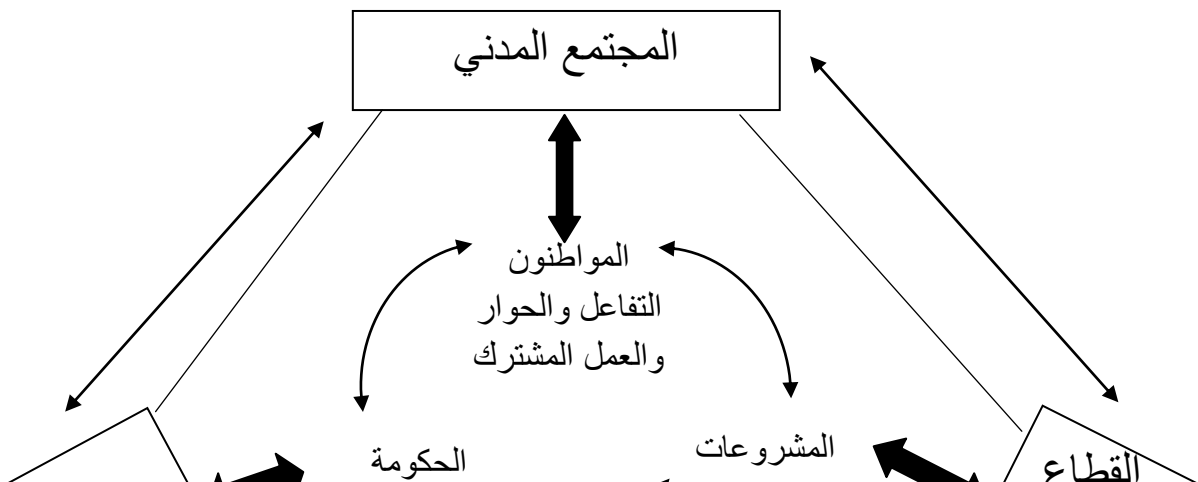 المجتمع المدني
المواطنون
التفاعل والحوار
والعمل المشترك
المشروعات
الحكومة
القطاع